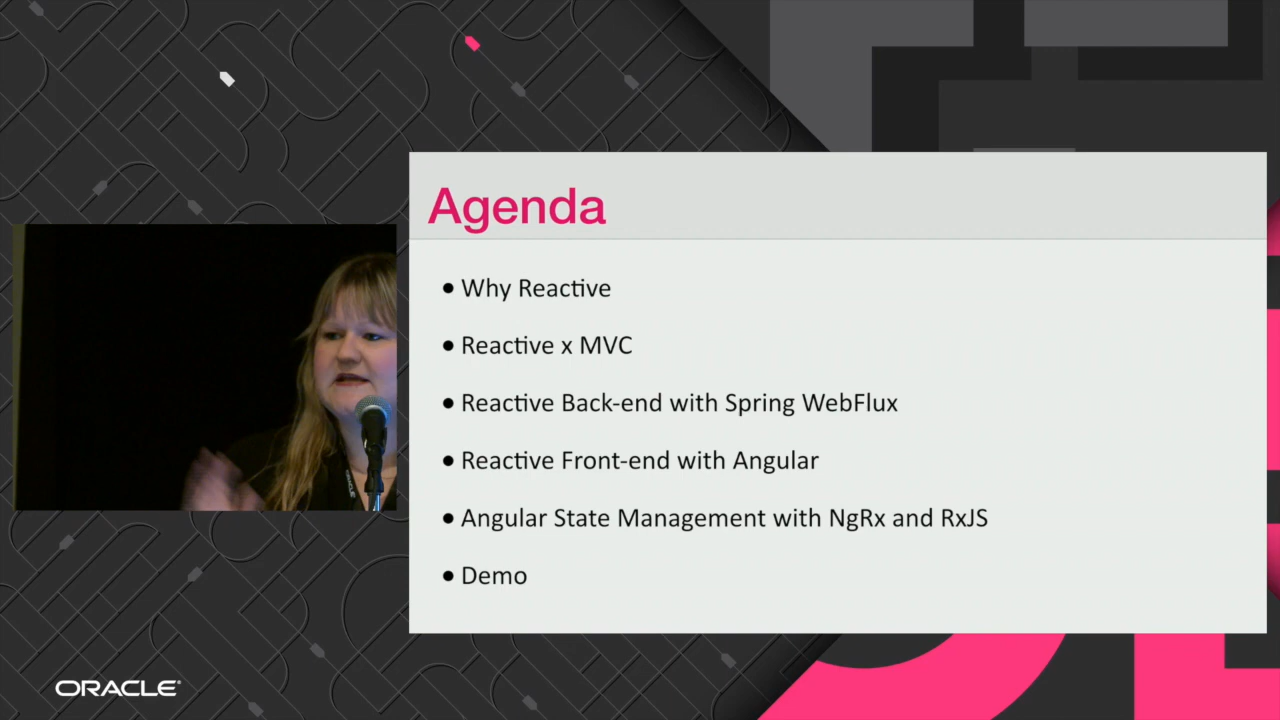 Agenda
• Why Reactive
• Reactive x MVC
• Reactive Back-end with Spring WebFlux
• Reactive Front-end with Angular
• Angular State Management with NgRx and RxJS
• Demo
ORACLE